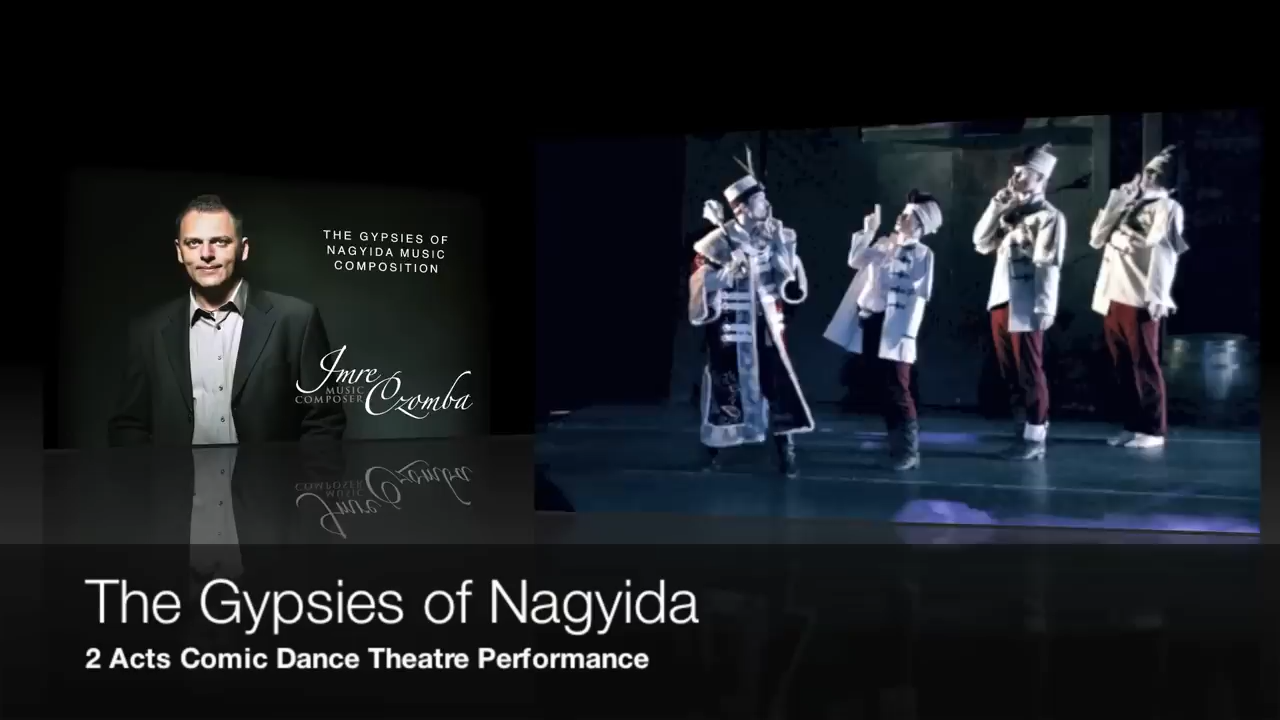 THE GYPSIES OF
NAGYIDA MUSIC
COMPOSITION
Imre
MUSIC
COMPOSER
Czomba
The Gypsies of Nagyida
2 Acts Comic Dance Theatre Performance